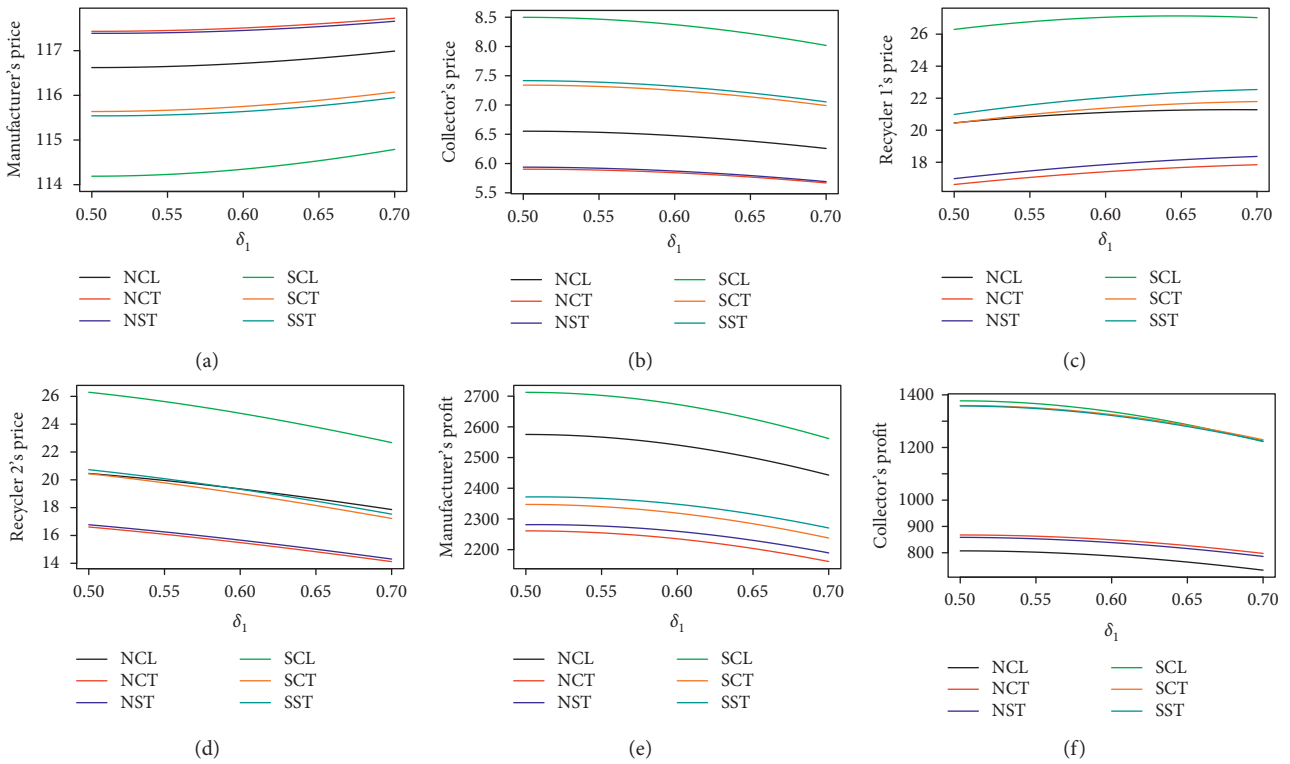 Manufacturer's price
117
116
115
114
0.50 0.55 0.60 0.65 0.70
δ1
NCL SCL
NCT SCT
NST SST
(a)
Collector's price
8.5
8.0
7.5
7.0
6.5
6.0
5.5
0.50 0.55 0.60 0.65 0.70
δ1
NCL SCL
NCT SCT
NST SST
(b)
Recycler 1's price
26
24
22
20
18
0.50 0.55 0.60 0.65 0.70
δ1
NCL SCL
NCT SCT
NST SST
(c)
Recycler 2's price
26
24
22
20
18
16
14
0.50 0.55 0.60 0.65 0.70
δ1
NCL SCL
NCT SCT
NST SST
(d)
Manufacturer's profit
2700
2600
2500
2400
2300
2200
0.50 0.55 0.60 0.65 0.70
δ1
NCL SCL
NCT SCT
NST SST
(e)
Collector's profit
1400
1200
1000
900
800
0.50 0.55 0.60 0.65 0.70
δ1
NCL SCL
NCT SCT
NST SST
(f)